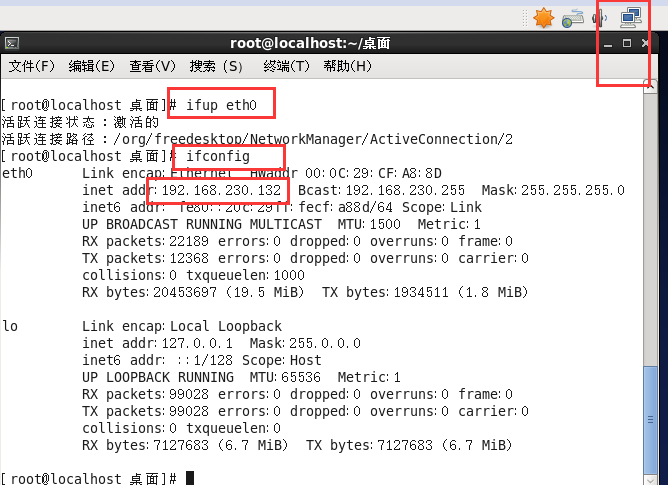 root@localhost:~/桌面
文件(F) 编辑(E) 查看(V) 搜索(S) 终端(T) 帮助(H)
[root@localhost 桌面]# ifup eth0
活跃连接状态：激活的
活跃连接路径：/org/freedesktop/NetworkManager/ActiveConnection/2
[root@localhost 桌面]# ifconfig
eth0 Link encap:Ethernet HWaddr 00:0C:29:CF:A8:8D
inet addr:192.168.230.132 Bcast:192.168.230.255 Mask:255.255.255.0
inet6 addr: fe80::20c:29ff:fecf:a88d/64 Scope:Link
UP BROADCAST RUNNING MULTICAST MTU:1500 Metric:1
RX packets:22189 errors:0 dropped:0 overruns:0 frame:0
TX packets:12368 errors:0 dropped:0 overruns:0 carrier:0
collisions:0 txqueuelen:1000
RX bytes:20453697 (19.5 MiB) TX bytes:1934511 (1.8 MiB)
lo Link encap:Local Loopback
inet addr:127.0.0.1 Mask:255.0.0.0
inet6 addr: ::1/128 Scope:Host
UP LOOPBACK RUNNING MTU:65536 Metric:1
RX packets:99028 errors:0 dropped:0 overruns:0 frame:0
TX packets:99028 errors:0 dropped:0 overruns:0 carrier:0
collisions:0 txqueuelen:0
RX bytes:7127683 (6.7 MiB) TX bytes:7127683 (6.7 MiB)
[root@localhost 桌面]#